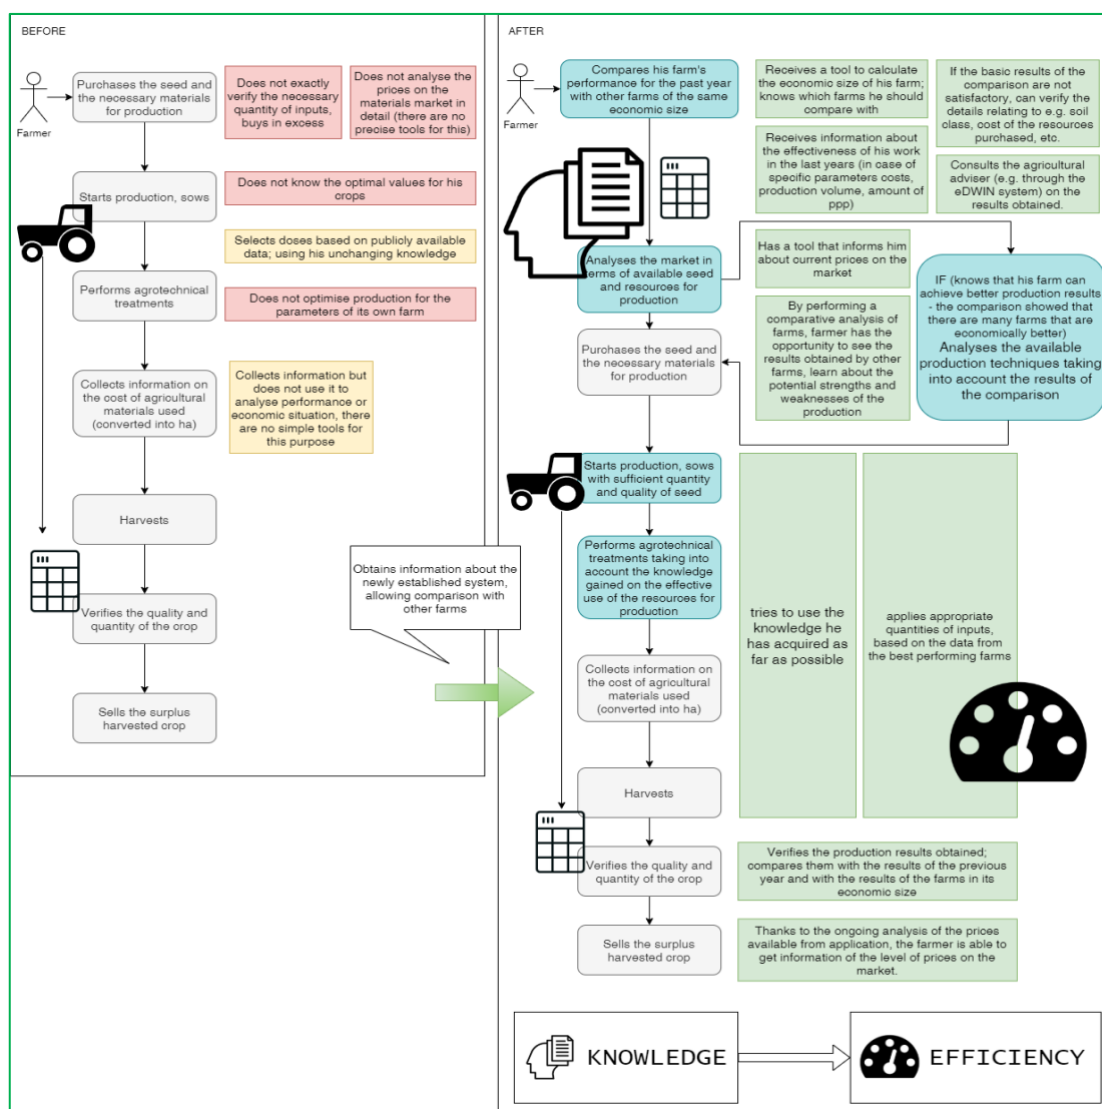 BEFORE
Farmer
Purchases the seed and
the necessary materials
for production
Does not exactly
verify the necessary
quantity of inputs,
buys in excess
Does not analyse the
prices on the
materials market in
detail (there are no
precise tools for this)
Starts production, sows
Does not know the optimal values for his
crops
Selects doses based on publicly available
data; using his unchanging knowledge
Performs agrotechnical
treatments
Does not optimise production for the
parameters of its own farm
Collects information on
the cost of agricultural
materials used
(converted into ha)
Collects information but
does not use it to
analyse performance or
economic situation, there
are no simple tools for
this purpose
Harvests
Verifies the quality and
quantity of the crop
Sells the surplus
harvested crop
Obtains information about the
newly established system,
allowing comparison with
other farms
AFTER
Farmer
Compares his farm's
performance for the past year
with other farms of the same
economic size
Receives a tool to calculate
the economic size of his farm;
knows which farms he should
compare with
If the basic results of the
comparison are not
satisfactory, can verify the
details relating to e.g. soil
class, cost of the resources
purchased, etc.
Receives information about
the effectiveness of his work
in the last years (in case of
specific parameters costs,
production volume, amount of
ppp)
Consults the agricultural
adviser (e.g. through the
eDWIN system) on the
results obtained.
Analyses the market in
terms of available seed
and resources for
production
Has a tool that informs him
about current prices on the
market
IF (knows that his farm can
achieve better production results
- the comparison showed that
there are many farms that are
economically better)
Analyses the available
production techniques taking
into account the results of
the comparison
By performing a
comparative analysis of
farms, farmer has the
opportunity to see the
results obtained by other
farms, learn about the
potential strengths and
weaknesses of the
production
Purchases the seed and
the necessary materials
for production
Starts production, sows
with sufficient quantity
and quality of seed
Performs agrotechnical
treatments taking into
account the knowledge
gained on the effective
use of the resources for
production
tries to use the
knowledge he
has acquired as
far as possible
applies appropriate
quantities of inputs,
based on the data from
the best performing farms
Collects information on
the cost of agricultural
materials used
(converted into ha)
Harvests
Verifies the quality and
quantity of the crop
Verifies the production results obtained;
compares them with the results of the previous
year and with the results of the farms in its
economic size
Sells the surplus
harvested crop
Thanks to the ongoing analysis of the prices
available from application, the farmer is able to
get information of the level of prices on the
market.
KNOWLEDGE
EFFICIENCY